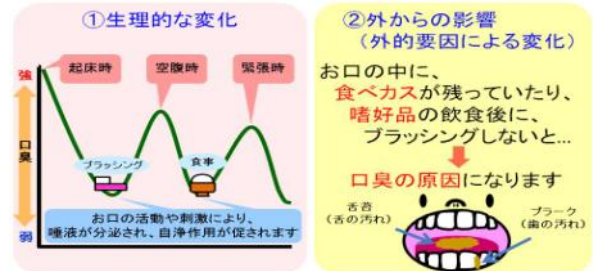 ①生理的な変化
起床時
空腹時
緊張時
強
口臭
弱
ブラッシング
食事
お口の活動や刺激により、
唾液が分泌され、自浄作用が促されます
②外からの影響
（外的要因による変化）
お口の中に、
食べカスが残っていたり、
嗜好品の飲食後に、
ブラッシングしないと…
口臭の原因になります
舌苔
（舌の汚れ）
プラーク
（歯の汚れ）